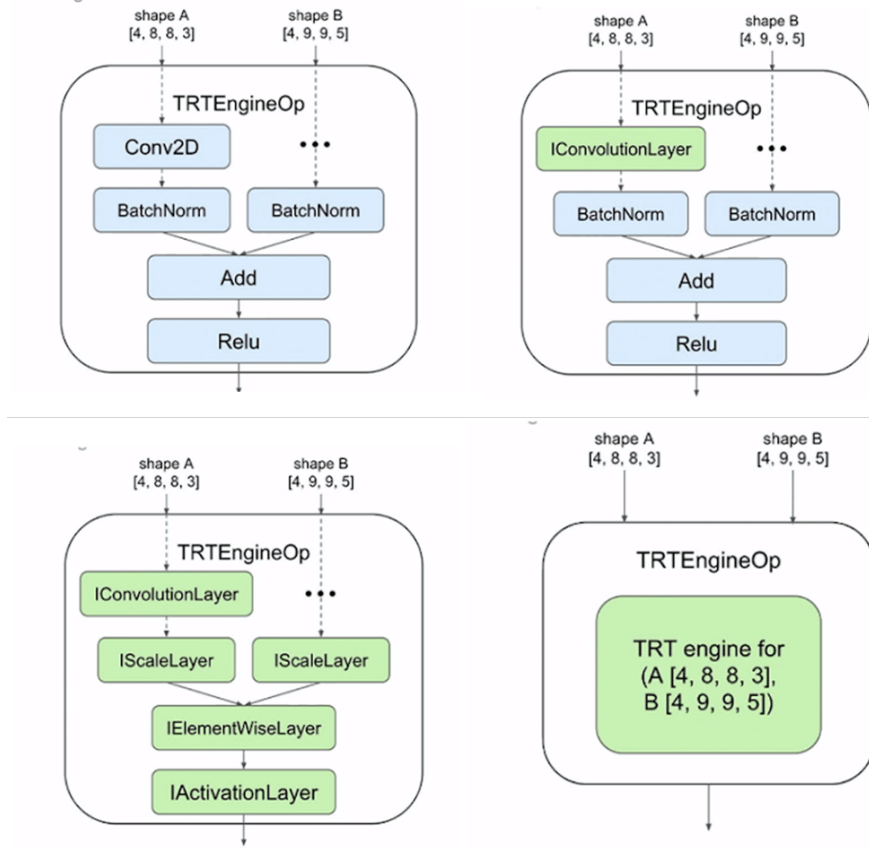 shape A
[4, 8, 8, 3]
shape B
[4, 9, 9, 5]
TRTEngineOp
Conv2D
•••
BatchNorm
BatchNorm
Add
Relu
shape A
[4, 8, 8, 3]
shape B
[4, 9, 9, 5]
TRTEngineOp
IConvolutionLayer
•••
BatchNorm
BatchNorm
Add
Relu
shape A
[4, 8, 8, 3]
shape B
[4, 9, 9, 5]
TRTEngineOp
IConvolutionLayer
•••
IScaleLayer
IScaleLayer
IElementWiseLayer
IActivationLayer
shape A
[4, 8, 8, 3]
shape B
[4, 9, 9, 5]
TRTEngineOp
TRT engine for
(A [4, 8, 8, 3],
B [4, 9, 9, 5])